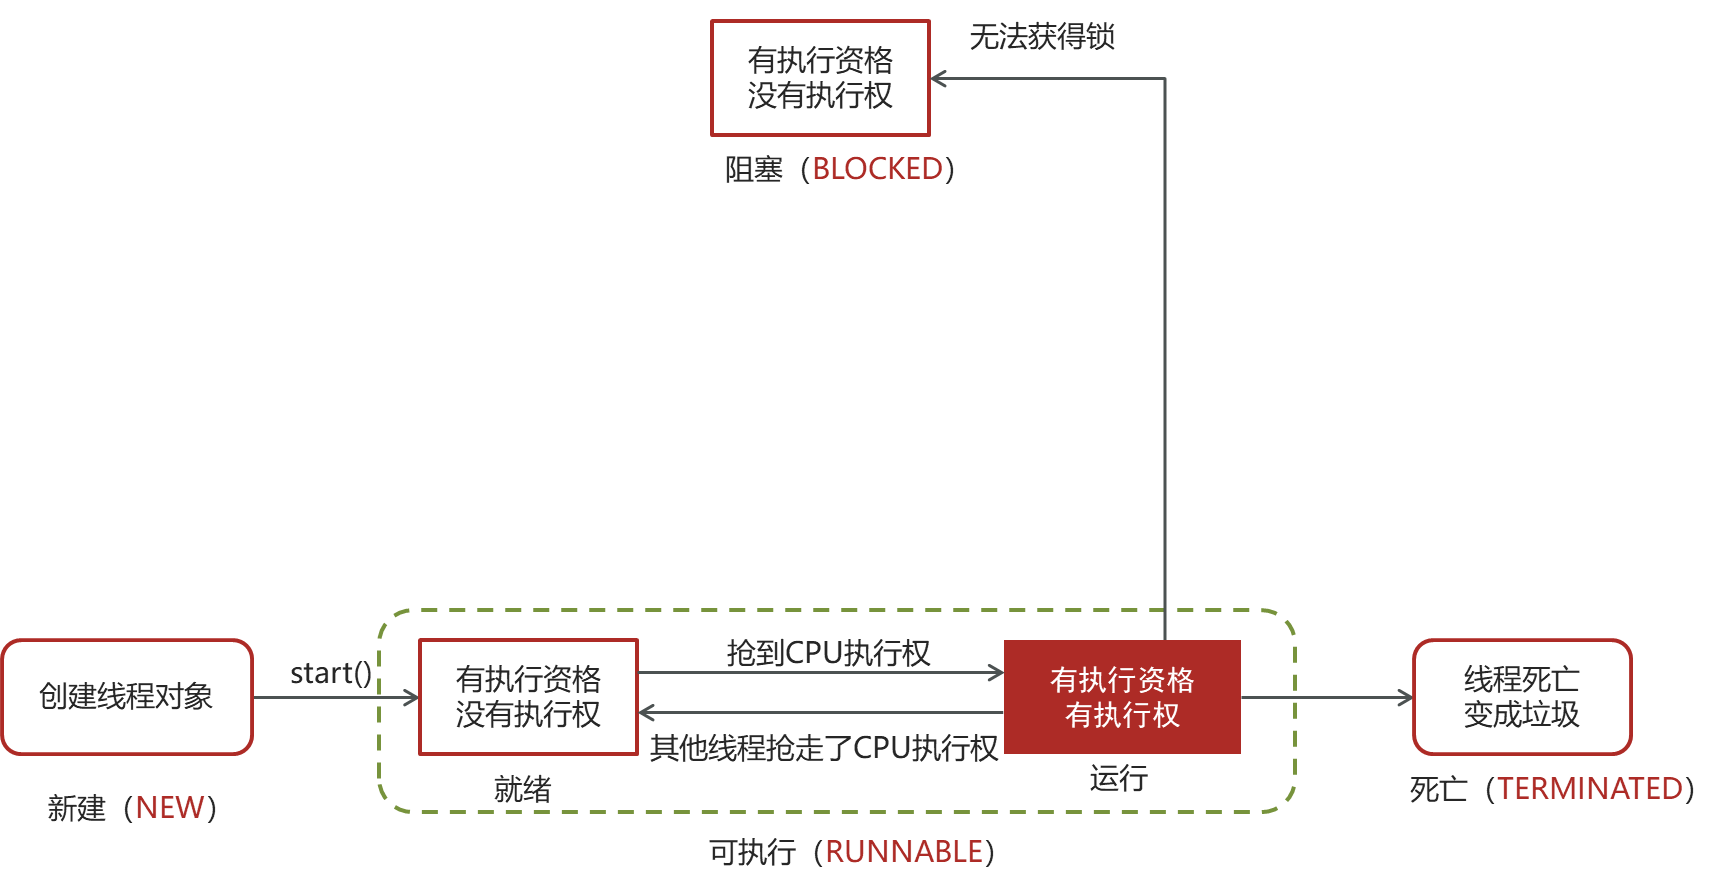 无法获得锁
有执行资格
没有执行权
阻塞（BLOCKED）
创建线程对象
新建（NEW）
start()
有执行资格
没有执行权
就绪
抢到CPU执行权
其他线程抢走了CPU执行权
有执行资格
有执行权
运行
可执行（RUNNABLE）
线程死亡
变成垃圾
死亡（TERMINATED）